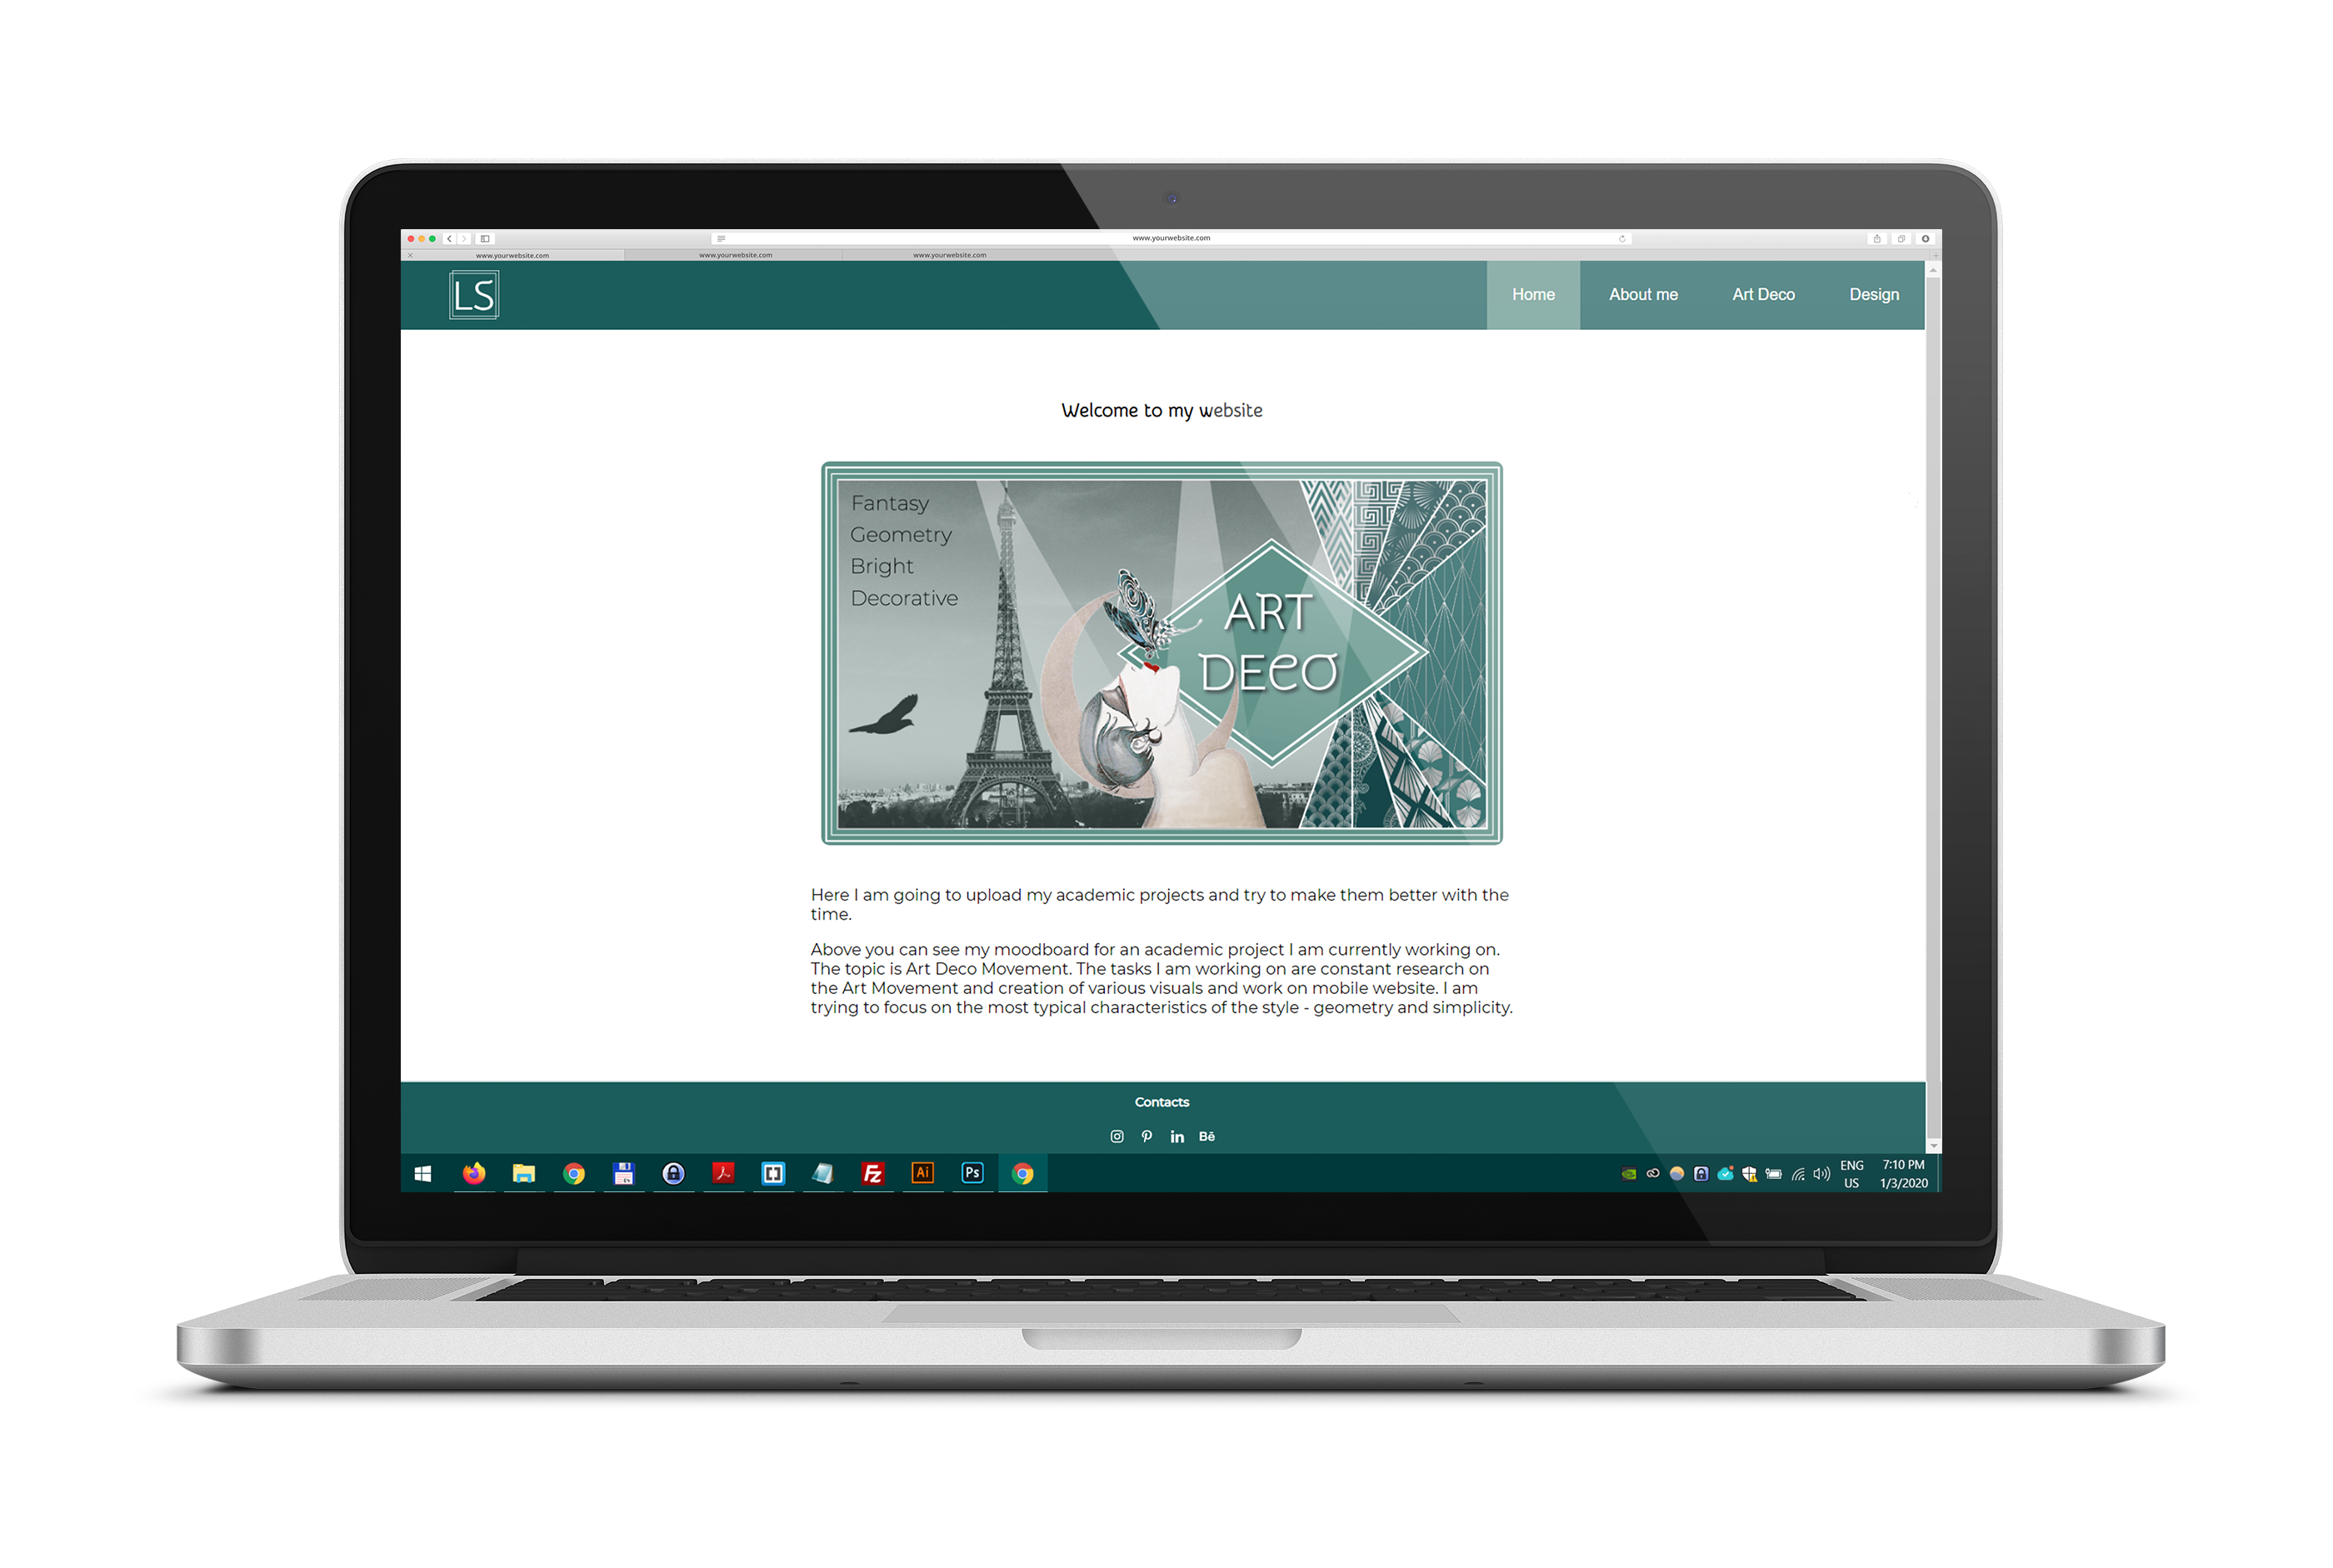 www.yourwebsite.com
www.yourwebsite.com www.yourwebsite.com www.yourwebsite.com
LS
Home About me Art Deco Design
Welcome to my website
Fantasy
Geometry
Bright
Decorative
ART
DECO
Here I am going to upload my academic projects and try to make them better with the
time.
Above you can see my moodboard for an academic project I am currently working on.
The topic is Art Deco Movement. The tasks I am working on are constant research on
the Art Movement and creation of various visuals and work on mobile website. I am
trying to focus on the most typical characteristics of the style - geometry and simplicity.
Contacts
in Bē
Fz Ai Ps
ENG 7:10 PM
US 1/3/2020